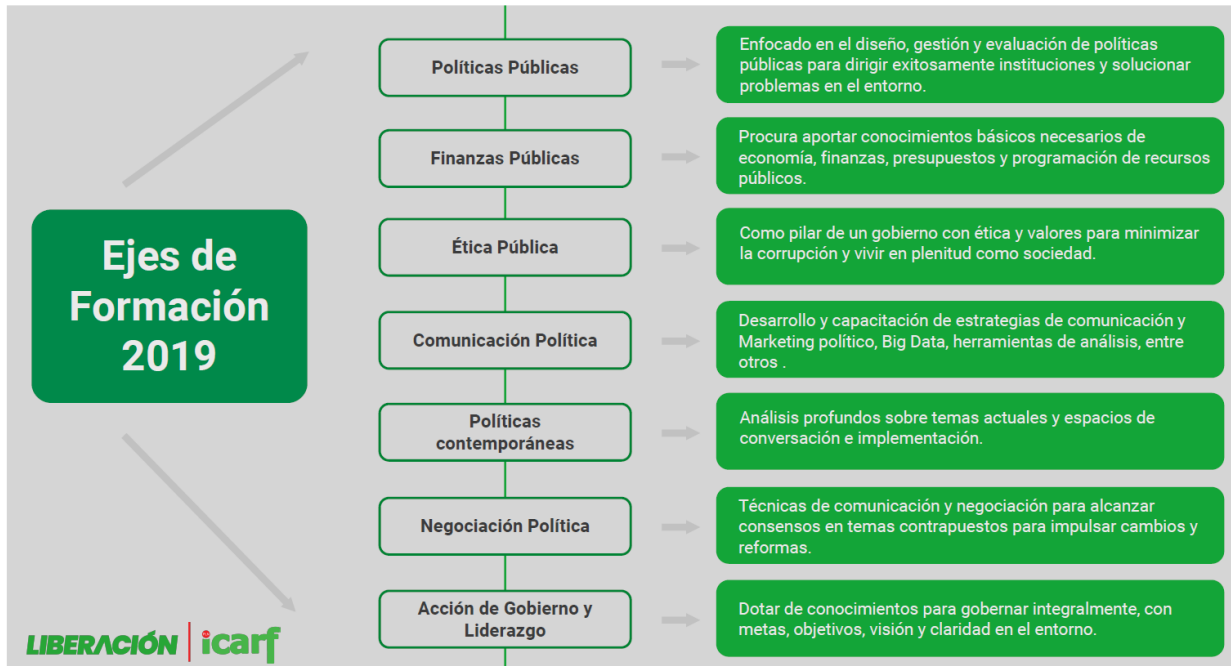 Ejes de
Formación
2019
Políticas Públicas
Enfocado en el diseño, gestión y evaluación de políticas
públicas para dirigir exitosamente instituciones y solucionar
problemas en el entorno.
Finanzas Públicas
Procura aportar conocimientos básicos necesarios de
economía, finanzas, presupuestos y programación de recursos
públicos.
Ética Pública
Como pilar de un gobierno con ética y valores para minimizar
la corrupción y vivir en plenitud como sociedad.
Comunicación Política
Desarrollo y capacitación de estrategias de comunicación y
Marketing político, Big Data, herramientas de análisis, entre
otros .
Políticas
contemporáneas
Análisis profundos sobre temas actuales y espacios de
conversación e implementación.
Negociación Política
Técnicas de comunicación y negociación para alcanzar
consensos en temas contrapuestos para impulsar cambios y
reformas.
Acción de Gobierno y
Liderazgo
Dotar de conocimientos para gobernar integralmente, con
metas, objetivos, visión y claridad en el entorno.
LIBERACIÓN
icarf